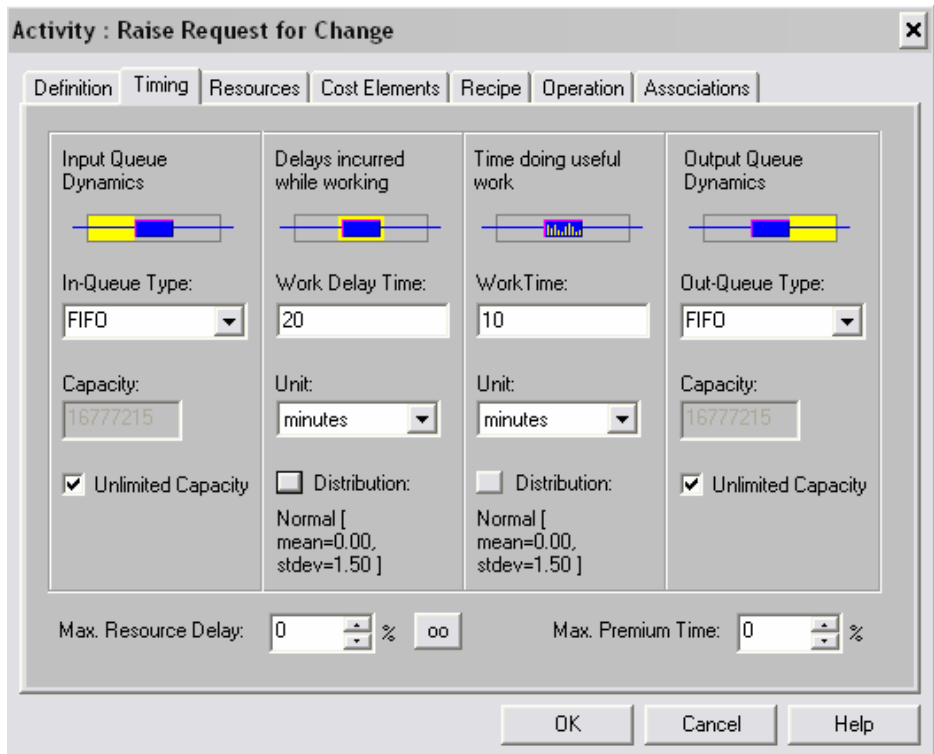 Activity : Raise Request for Change
Definition Timing Resources Cost Elements Recipe Operation Associations
Input Queue
Dynamics
In-Queue Type:
FIFO
Capacity:
16777215
Unlimited Capacity
Delays incurred
while working
Work Delay Time:
20
Unit:
minutes
Distribution:
Normal [
mean=0.00,
stdev=1.50 ]
Time doing useful
work
WorkTime:
10
Unit:
minutes
Distribution:
Normal [
mean=0.00,
stdev=1.50 ]
Output Queue
Dynamics
Out-Queue Type:
FIFO
Capacity:
16777215
Unlimited Capacity
Max. Resource Delay: 0 % oo Max. Premium Time: 0 %
OK Cancel Help